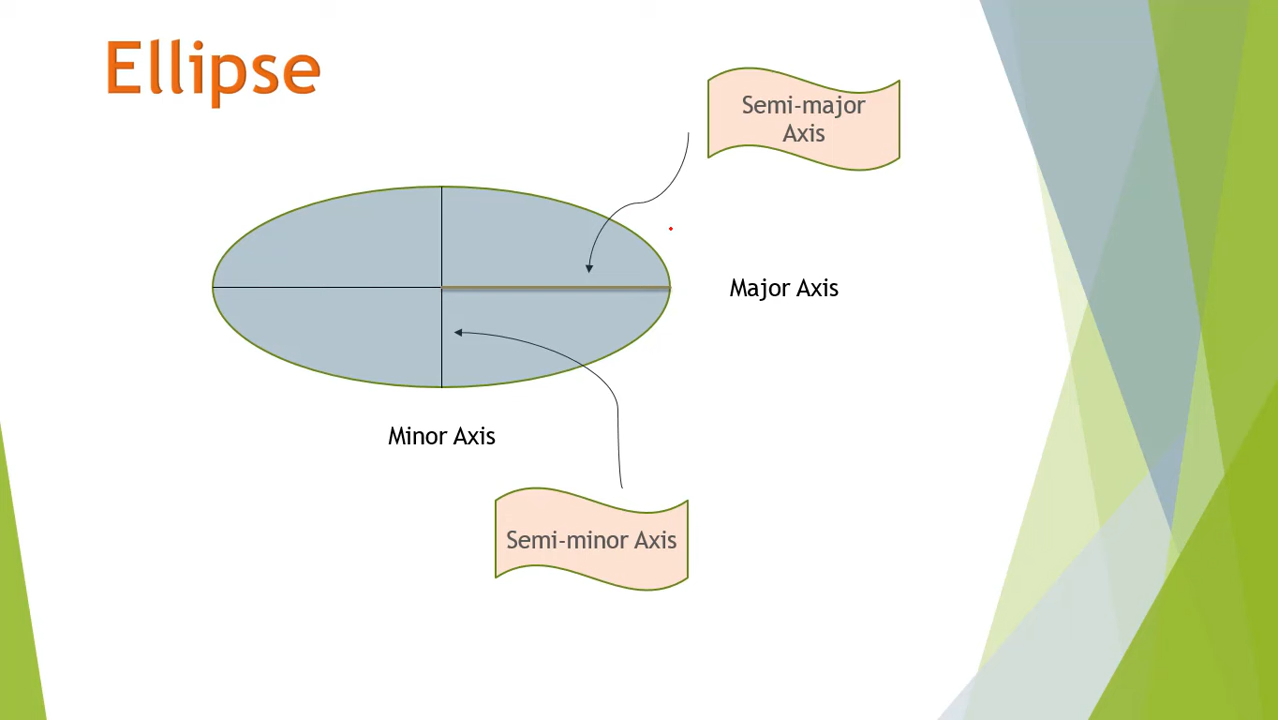 Ellipse
Semi-major
Axis
Major Axis
Minor Axis
Semi-minor Axis